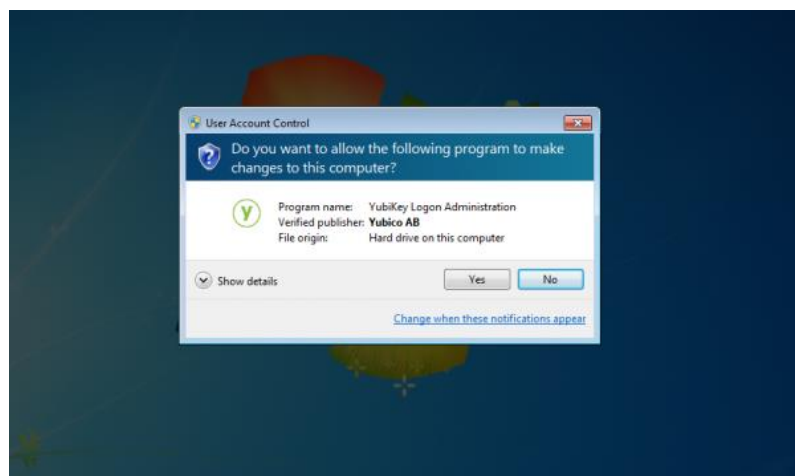 User Account Control
Do you want to allow the following program to make
changes to this computer?
y
Program name: YubiKey Logon Administration
Verified publisher: Yubico AB
File origin: Hard drive on this computer
Show details
Yes No
Change when these notifications appear